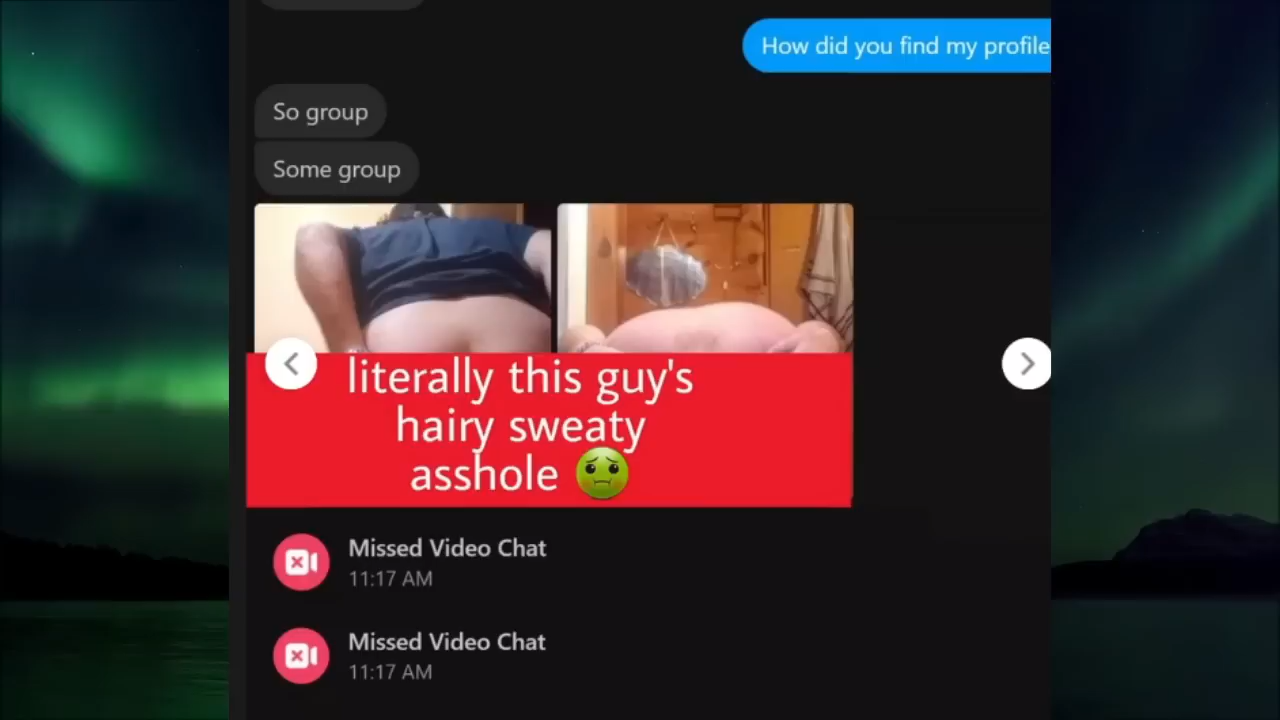 How did you find my profile
So group
Some group
literally this guy's
hairy sweaty
asshole 🤢
Missed Video Chat
11:17 AM
Missed Video Chat
11:17 AM